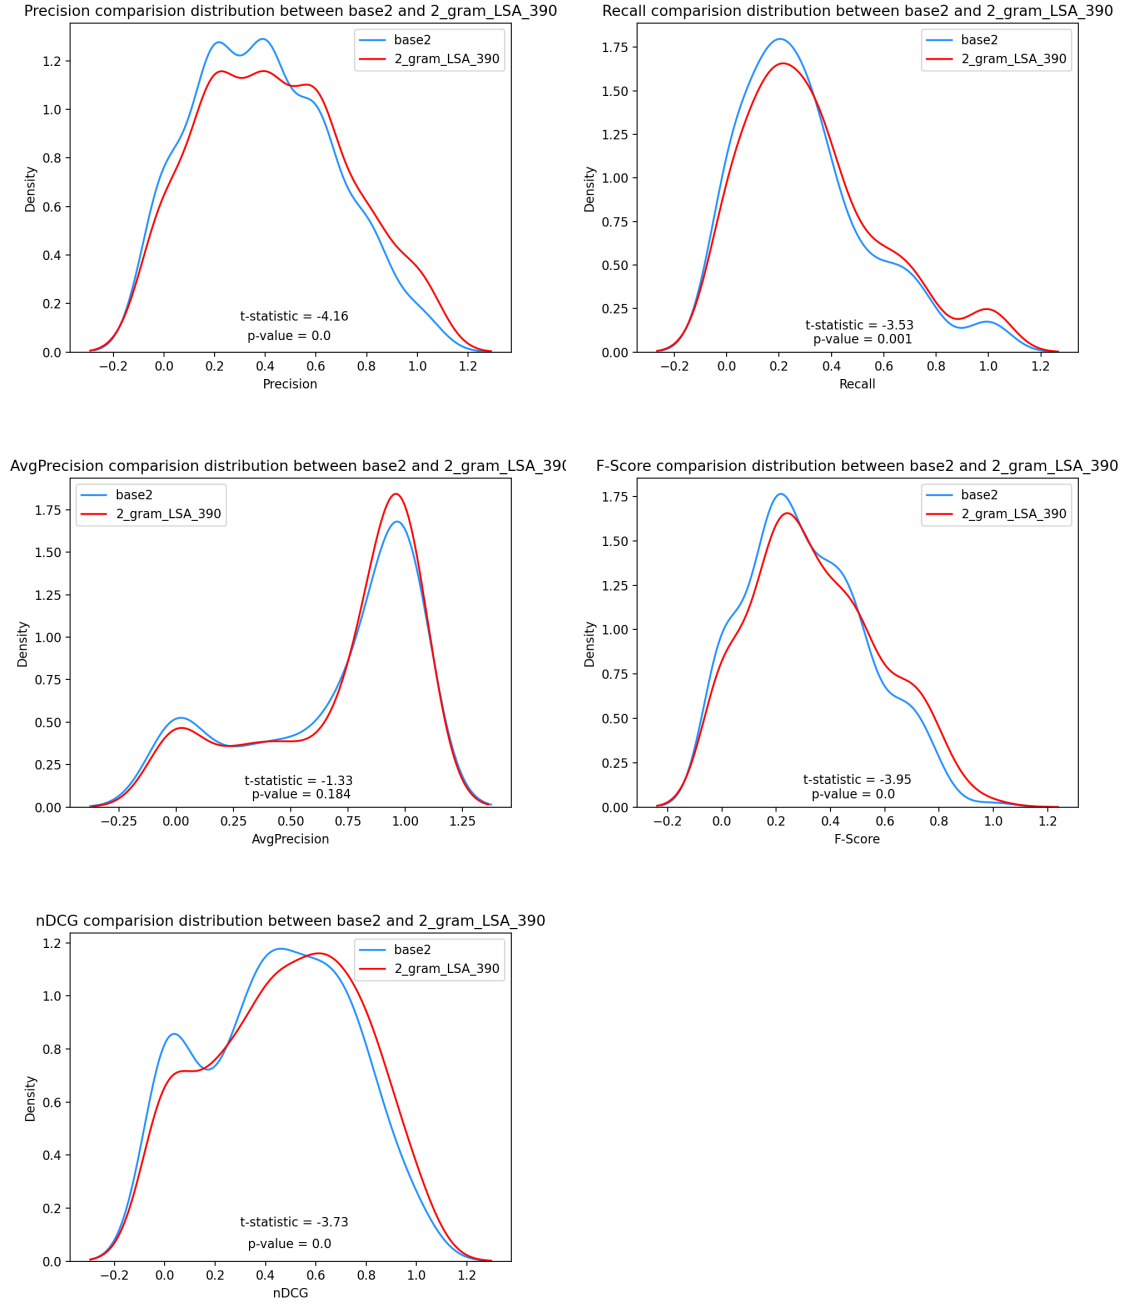 Precision comparision distribution between base2 and 2_gram_LSA_390
base2
2_gram_LSA_390
Density
1.2
1.0
0.8
0.6
0.4
0.2
0.0
t-statistic = -4.16
p-value = 0.0
−0.2 0.0 0.2 0.4 0.6 0.8 1.0 1.2
Precision
Recall comparision distribution between base2 and 2_gram_LSA_390
base2
2_gram_LSA_390
Density
1.75
1.50
1.25
1.00
0.75
0.50
0.25
0.00
t-statistic = -3.53
p-value = 0.001
−0.2 0.0 0.2 0.4 0.6 0.8 1.0 1.2
Recall
AvgPrecision comparision distribution between base2 and 2_gram_LSA_390
base2
2_gram_LSA_390
Density
1.75
1.50
1.25
1.00
0.75
0.50
0.25
0.00
t-statistic = -1.33
p-value = 0.184
−0.25 0.00 0.25 0.50 0.75 1.00 1.25
AvgPrecision
F-Score comparision distribution between base2 and 2_gram_LSA_390
base2
2_gram_LSA_390
Density
1.75
1.50
1.25
1.00
0.75
0.50
0.25
0.00
t-statistic = -3.95
p-value = 0.0
−0.2 0.0 0.2 0.4 0.6 0.8 1.0 1.2
F-Score
nDCG comparision distribution between base2 and 2_gram_LSA_390
base2
2_gram_LSA_390
Density
1.2
1.0
0.8
0.6
0.4
0.2
0.0
t-statistic = -3.73
p-value = 0.0
−0.2 0.0 0.2 0.4 0.6 0.8 1.0 1.2
nDCG